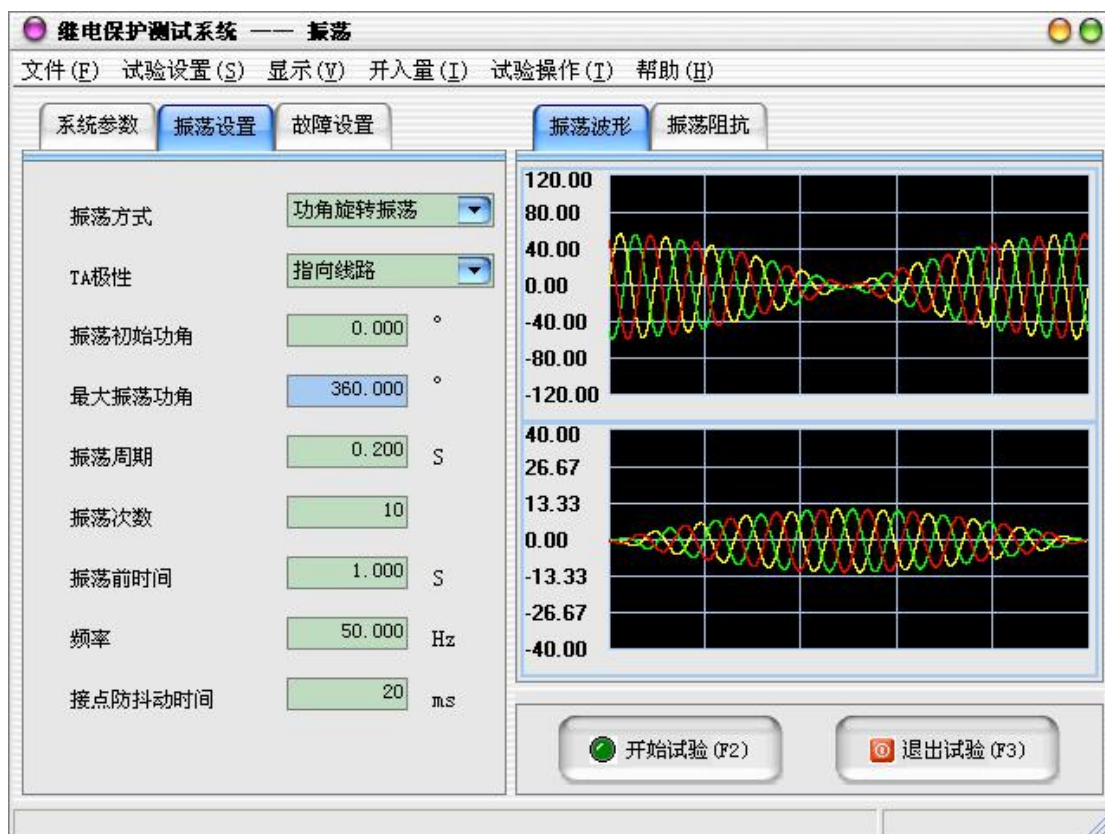 继电保护测试系统 —— 振荡
文件(F) 试验设置(S) 显示(V) 开入量(I) 试验操作(T) 帮助(H)
系统参数 振荡设置 故障设置
振荡方式 功角旋转振荡
TA极性 指向线路
振荡初始功角 0.000 °
最大振荡功角 360.000 °
振荡周期 0.200 S
振荡次数 10
振荡前时间 1.000 S
频率 50.000 Hz
接点防抖动时间 20 ms
振荡波形 振荡阻抗
120.00
80.00
40.00
0.00
-40.00
-80.00
-120.00
40.00
26.67
13.33
0.00
-13.33
-26.67
-40.00
开始试验(F2) 退出试验(F3)